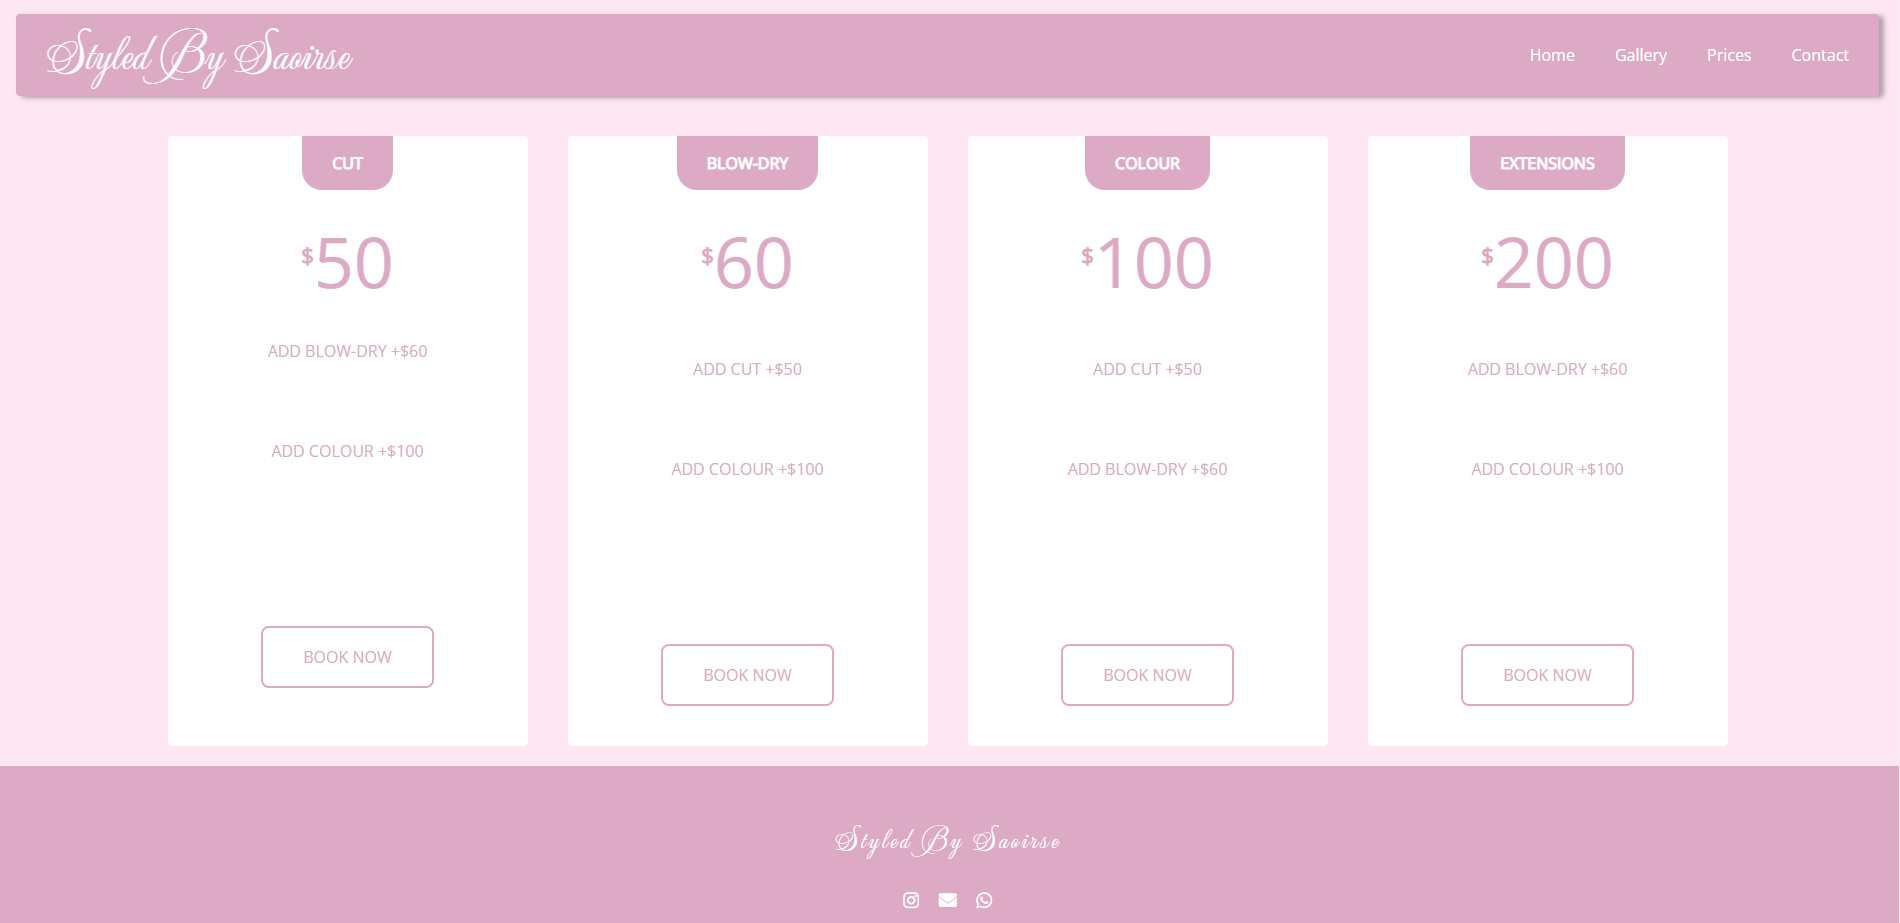 Styled By Saoirse
Home Gallery Prices Contact
CUT
$50
ADD BLOW-DRY +$60
ADD COLOUR +$100
BOOK NOW
BLOW-DRY
$60
ADD CUT +$50
ADD COLOUR +$100
BOOK NOW
COLOUR
$100
ADD CUT +$50
ADD BLOW-DRY +$60
BOOK NOW
EXTENSIONS
$200
ADD BLOW-DRY +$60
ADD COLOUR +$100
BOOK NOW
Styled By Saoirse